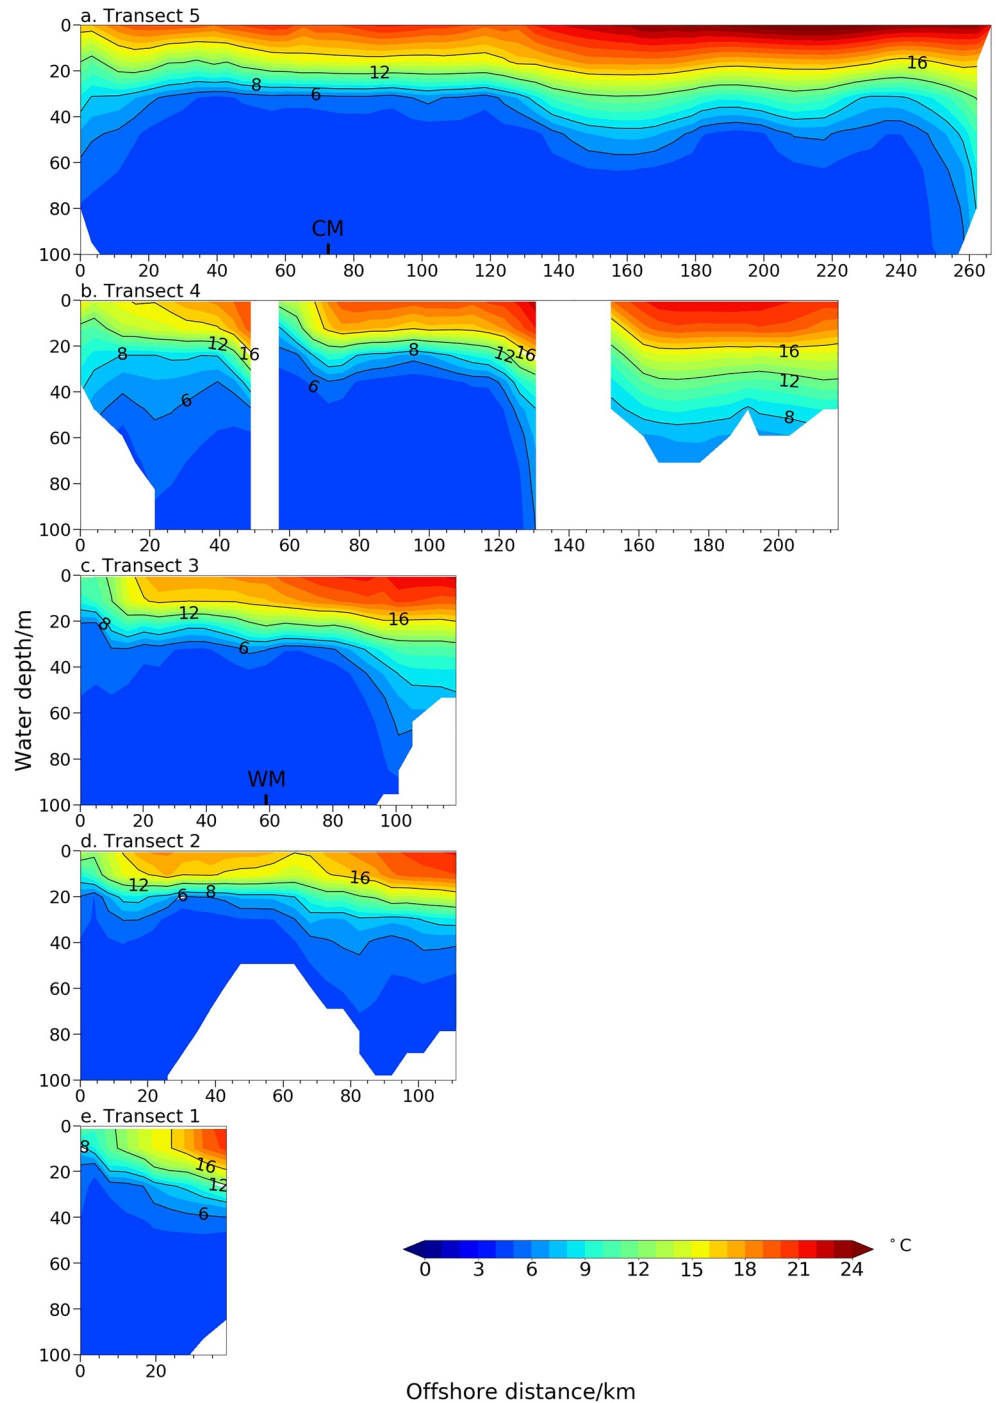 a. Transect 5
0
20
40
60
80
100
16
12
8
6
CM
0 20 40 60 80 100 120 140 160 180 200 220 240 260
b. Transect 4
0
20
40
60
80
100
8 12 16 6
6 8 12 16
16
12
8
0 20 40 60 80 100 120 140 160 180 200
c. Transect 3
0
20
40
60
80
100
8 12 6 16
WM
0 20 40 60 80 100
Water depth/m
d. Transect 2
0
20
40
60
80
100
12 6 8 16
0 20 40 60 80 100
e. Transect 1
0
20
40
60
80
100
8
16
12
6
0 20
0 3 6 9 12 15 18 21 24
°C
Offshore distance/km